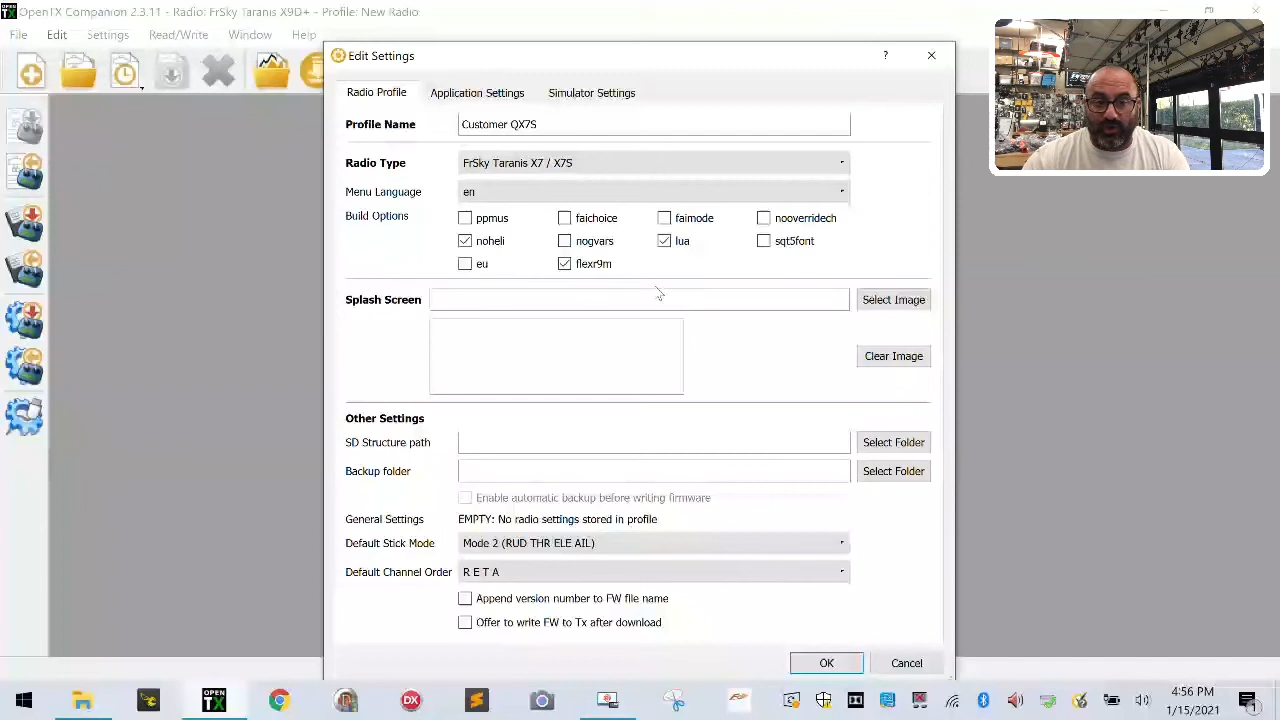 OPEN TX
OpenTX Companion 2.3.11 - Radio: FrSky Taranis X9D+ - Profile: New Radio
File Edit Settings Read/Write Window Help
Edit Settings ?
Radio Profile Application Settings Simulator Settings
Profile Name Customer QX7S
Radio Type FrSky Taranis X7 / X7S
Menu Language en
Build Options ppmus faichoice faimode nooverridech
noheli nogvars lua sqt5font
eu flexr9m
Splash Screen Select Image
Clear Image
Other Settings
SD Structure path Select Folder
Backup folder Select Folder
Enable automatic backup before writing firmware
General Settings EMPTY: No radio settings stored in profile
Default Stick Mode Mode 2 (RUD THR ELE AIL)
Default Channel Order R E T A
Append version number to FW file name
Offer to write FW to Tx after download
OK Cancel
OPEN TX
DX
4:56 PM
1/15/2021
1